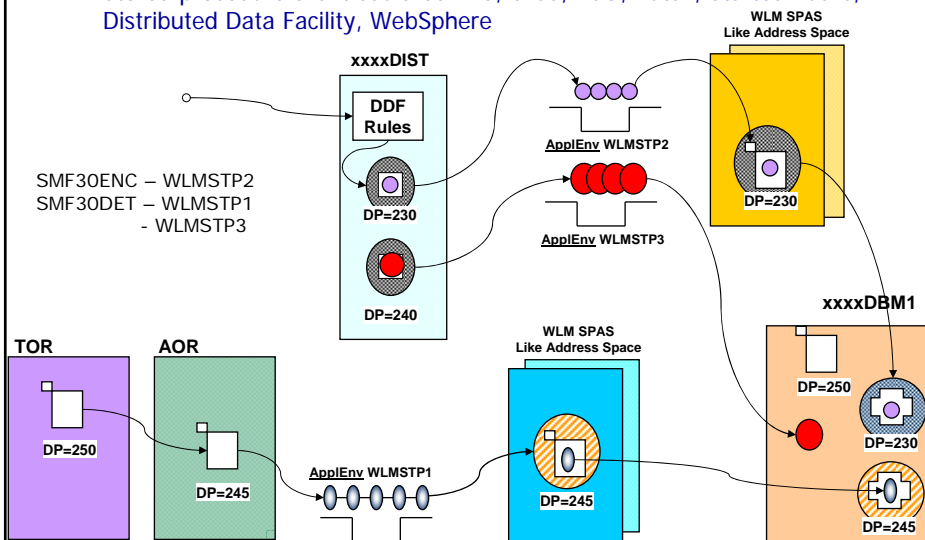 Distributed Data Facility, WebSphere
WLM SPAS
Like Address Space
xxxxDIST
DDF
Rules
ApplEnv WLMSTP2
SMF30ENC – WLMSTP2
SMF30DET – WLMSTP1
- WLMSTP3
DP=230
DP=230
ApplEnv WLMSTP3
DP=240
xxxxDBM1
WLM SPAS
Like Address Space
TOR
AOR
DP=250
DP=250
DP=230
DP=245
ApplEnv WLMSTP1
DP=245
DP=245